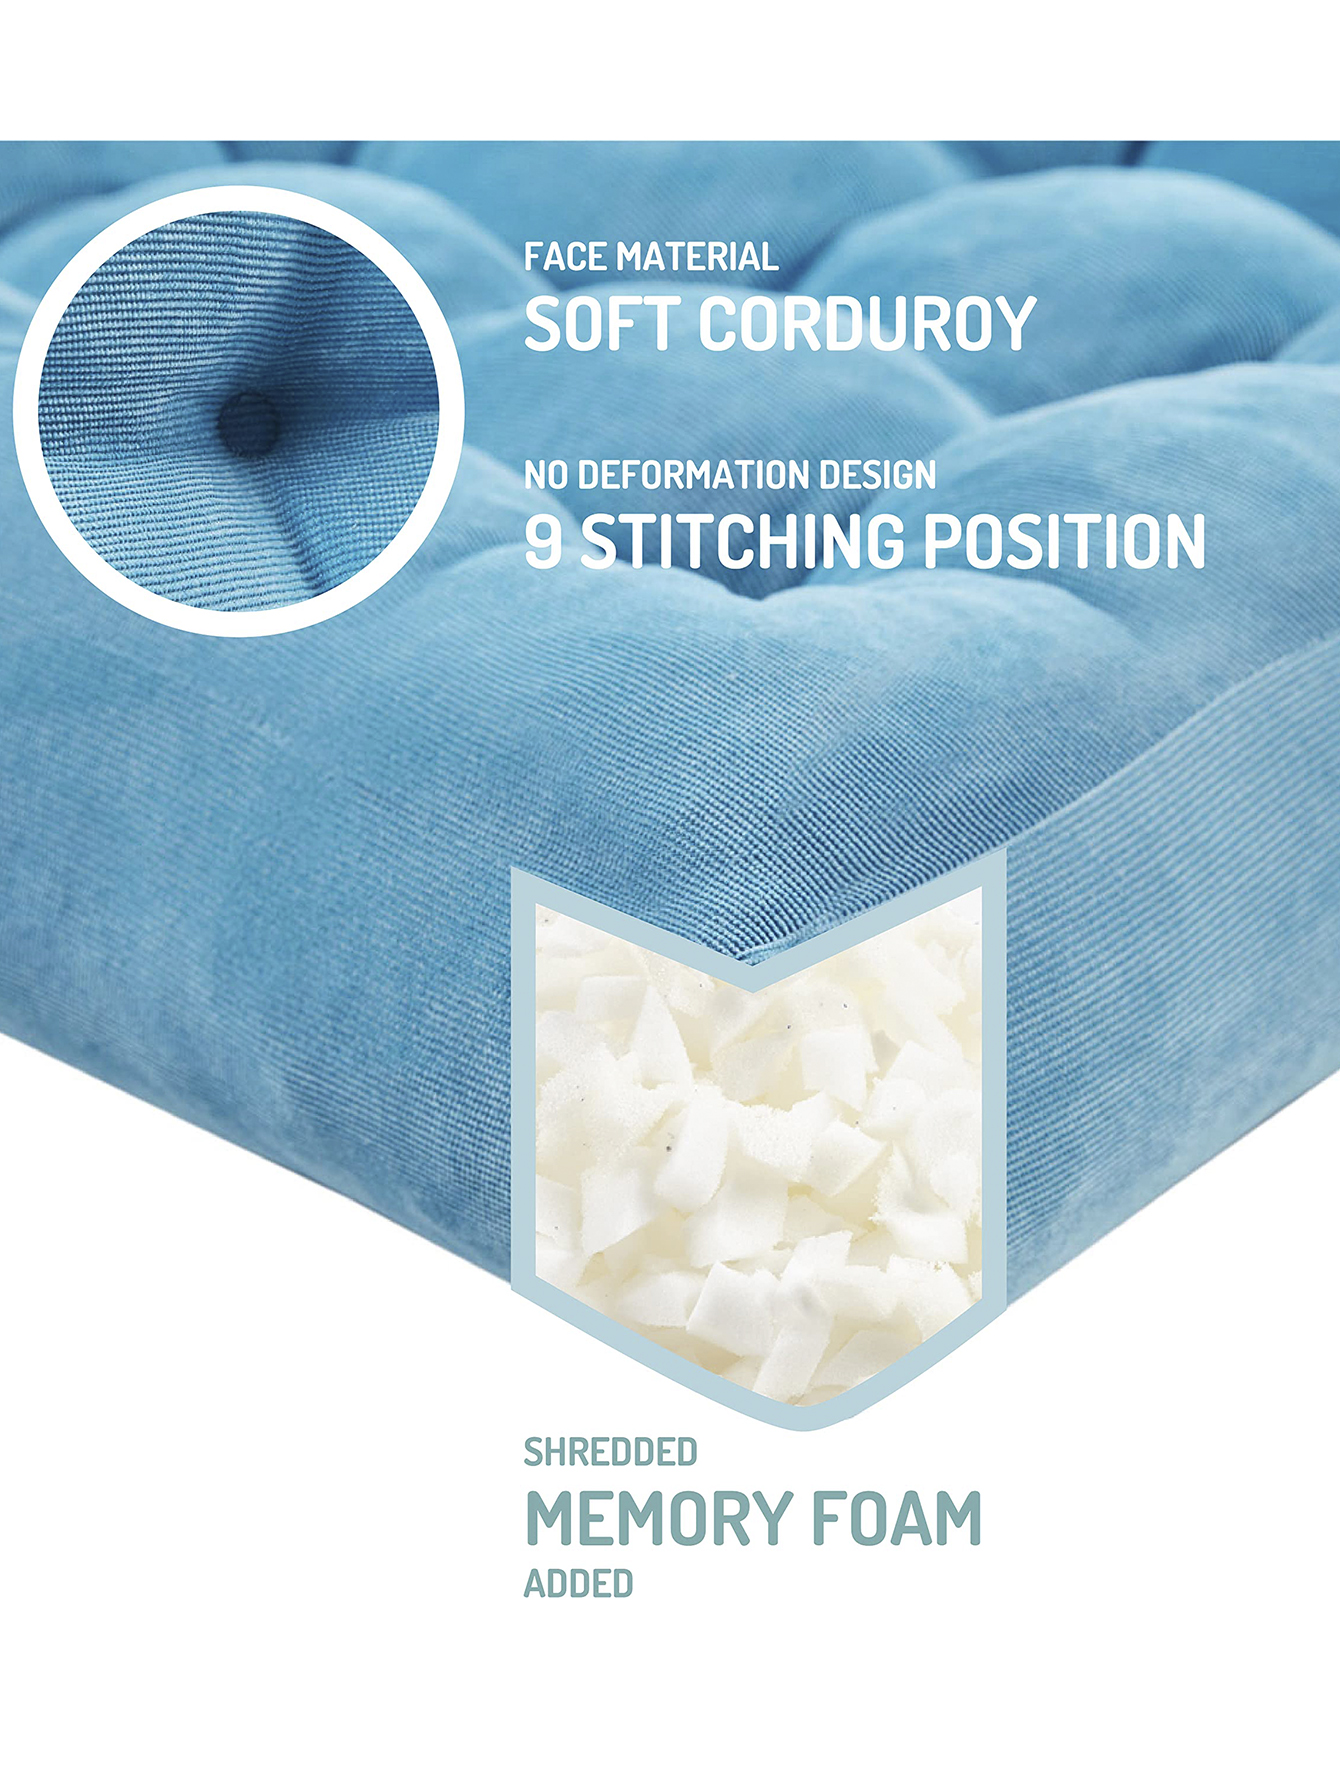 FACE MATERIAL
SOFT CORDUROY
NO DEFORMATION DESIGN
9 STITCHING POSITION
SHREDDED
MEMORY FOAM
ADDED